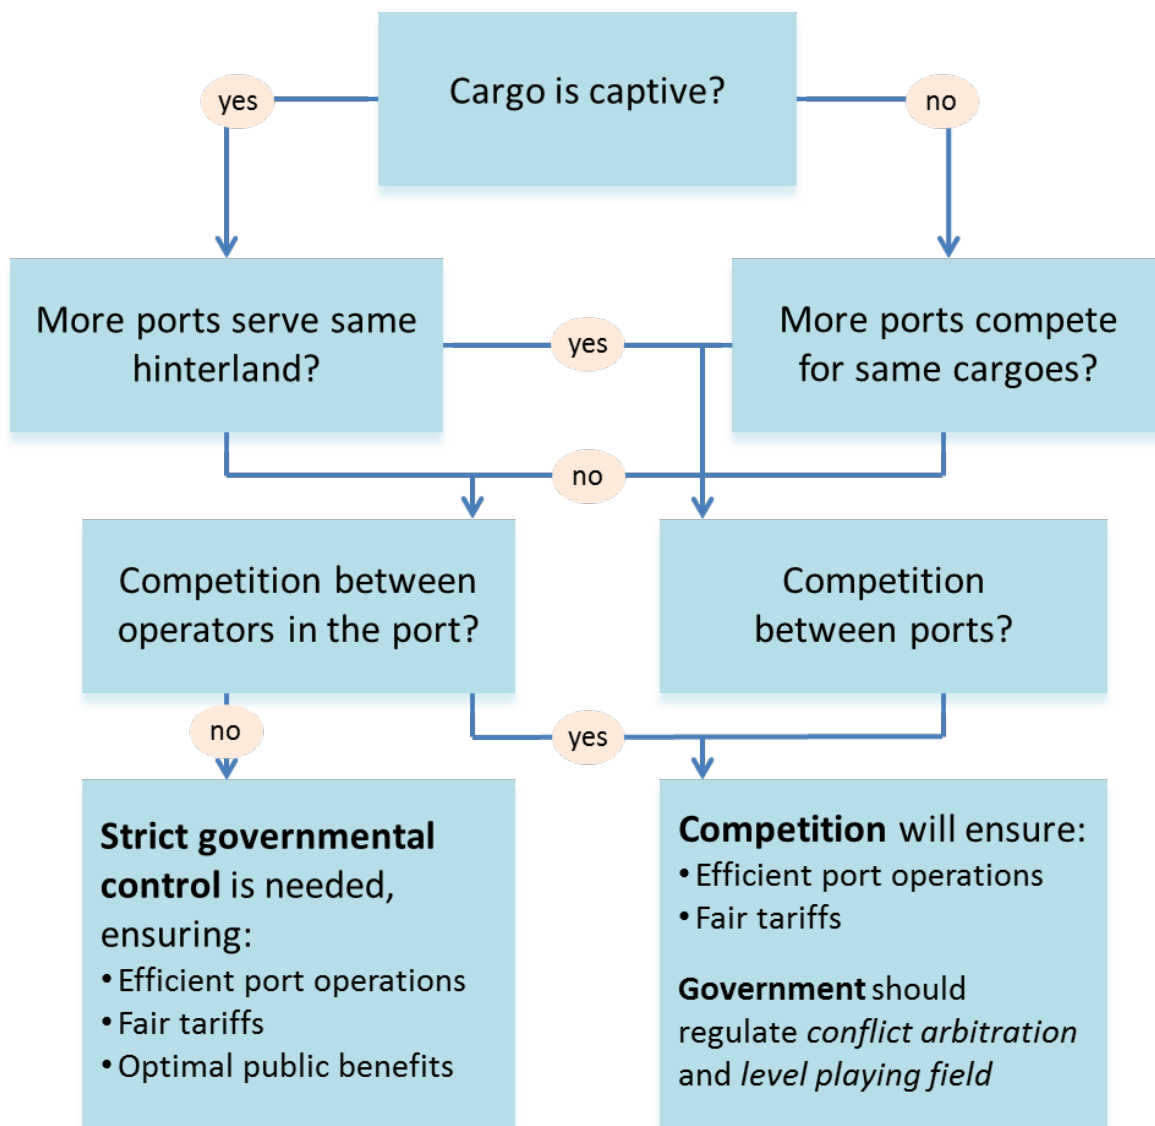 Cargo is captive?
yes
no
More ports serve same
hinterland?
yes
More ports compete
for same cargoes?
no
Competition between
operators in the port?
Competition
between ports?
no
yes
Strict governmental
control is needed,
ensuring:
• Efficient port operations
• Fair tariffs
• Optimal public benefits
Competition will ensure:
• Efficient port operations
• Fair tariffs
Government should
regulate conflict arbitration
and level playing field